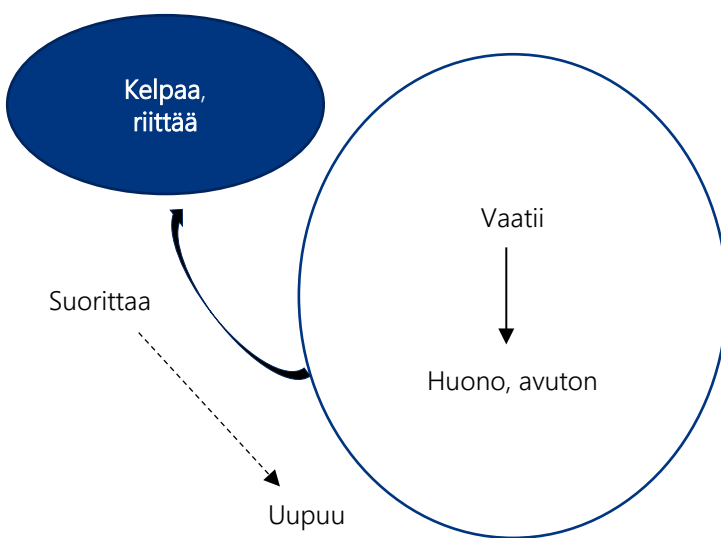 Kelpaa,
riittää
Vaatii
Suorittaa
Huono, avuton
Uupuu